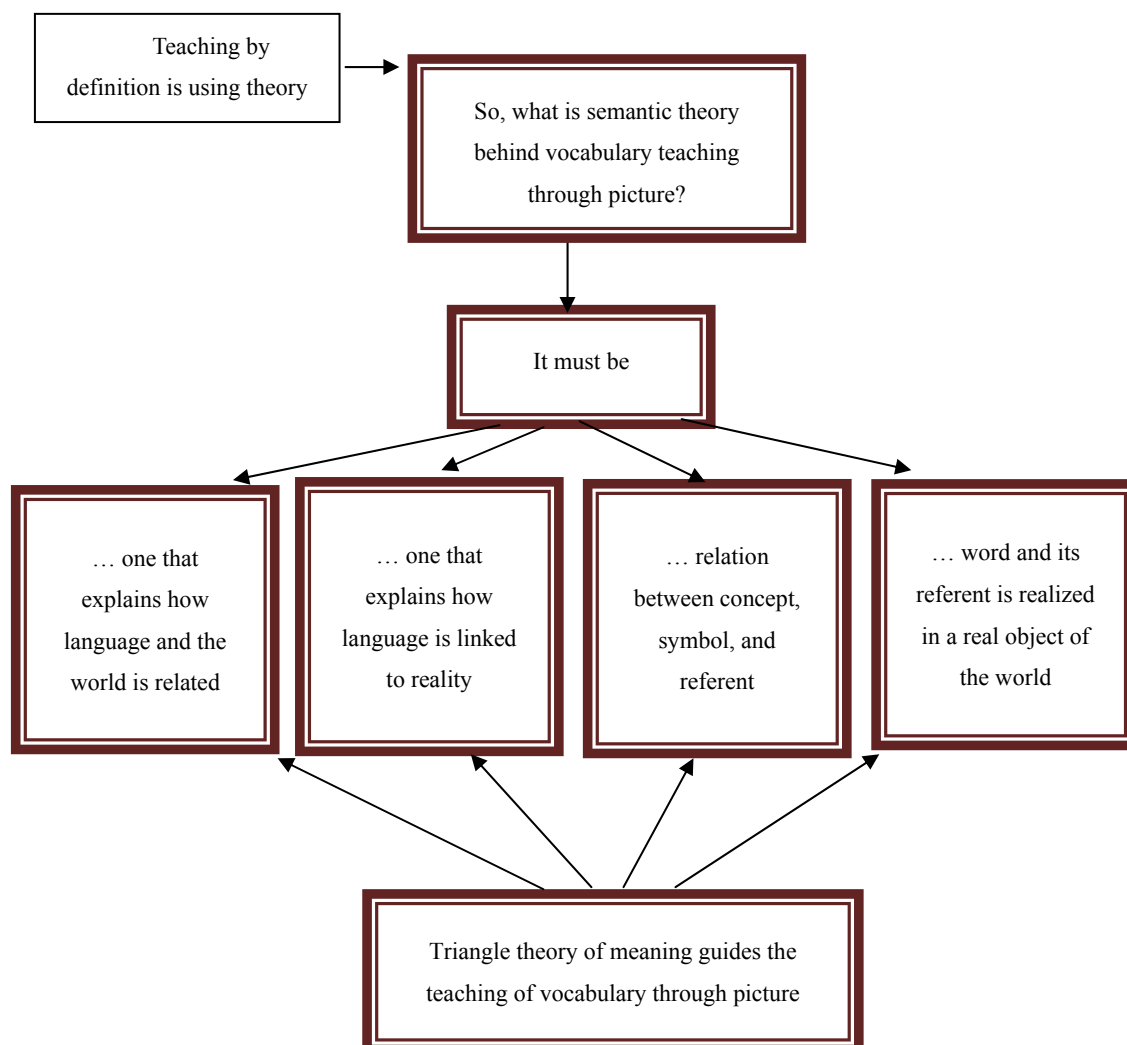 Teaching by
definition is using theory
So, what is semantic theory
behind vocabulary teaching
through picture?
It must be
… one that
explains how
language and the
world is related
… one that
explains how
language is linked
to reality
… relation
between concept,
symbol, and
referent
… word and its
referent is realized
in a real object of
the world
Triangle theory of meaning guides the
teaching of vocabulary through picture